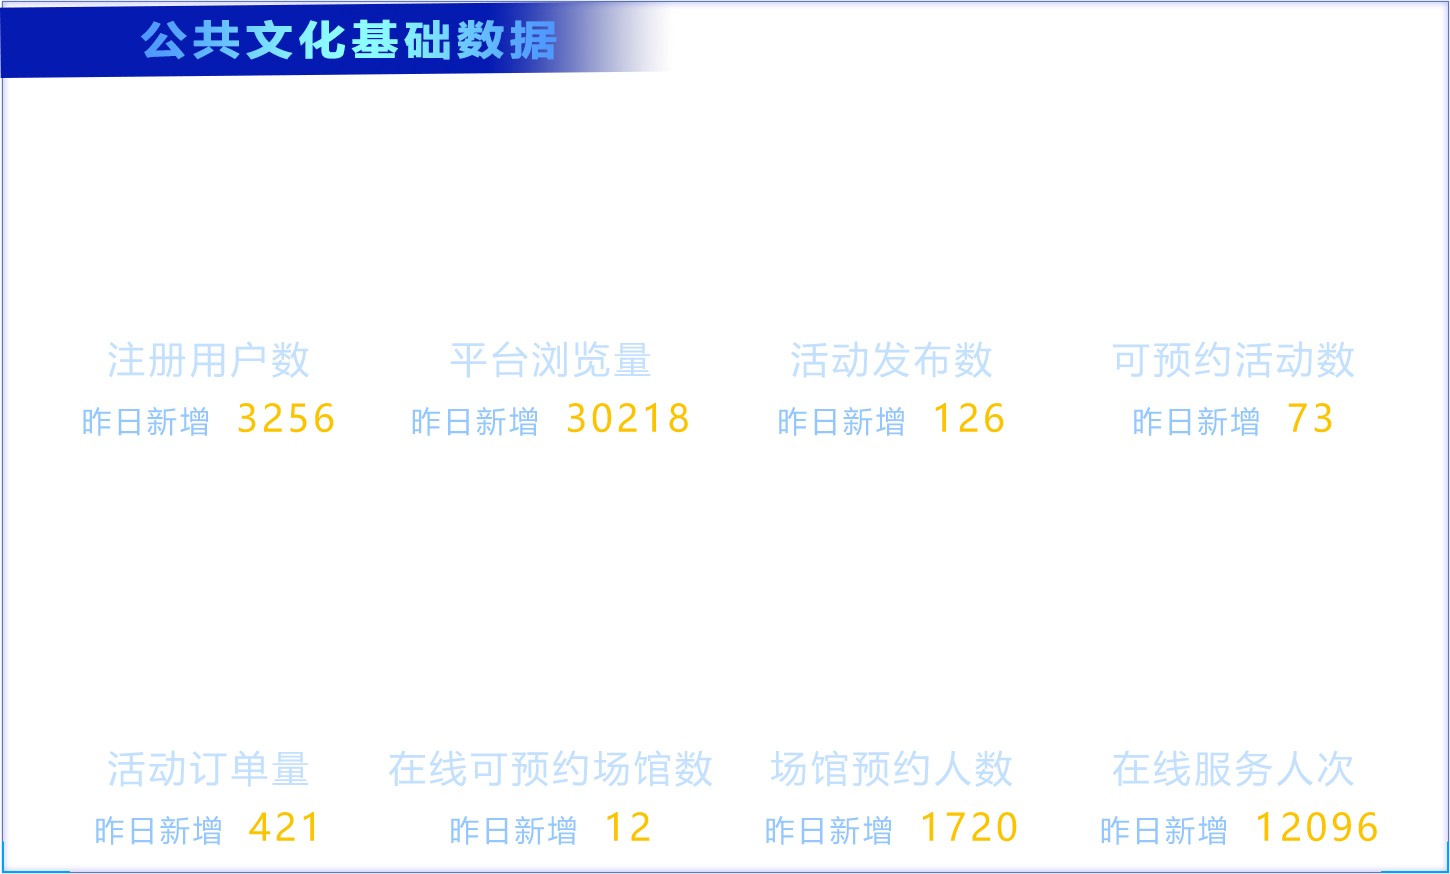 公共文化基础数据
注册用户数 平台浏览量 活动发布数 可预约活动数
昨日新增 3256 昨日新增 30218 昨日新增 126 昨日新增 73
活动订单量 在线可预约场馆数 场馆预约人数 在线服务人次
昨日新增 421 昨日新增 12 昨日新增 1720 昨日新增 12096